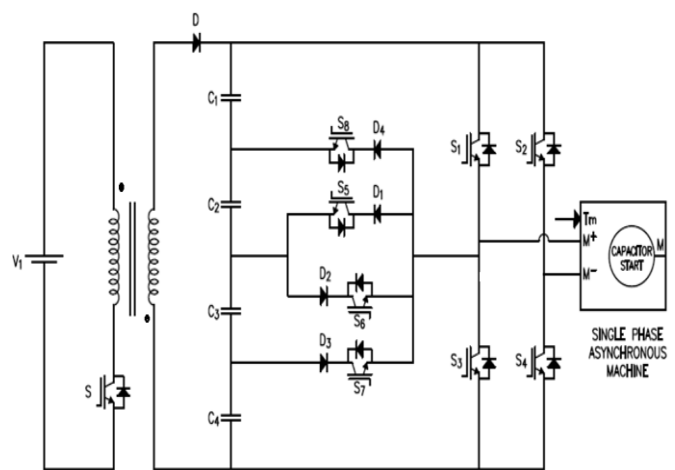 D
C1
S8
D4
S1
S2
C2
S5
D1
Tm
M+
CAPACITOR
START
M
M-
V1
D2
S6
C3
D3
S7
S3
S4
SINGLE PHASE
ASYNCHRONOUS
MACHINE
S
C4